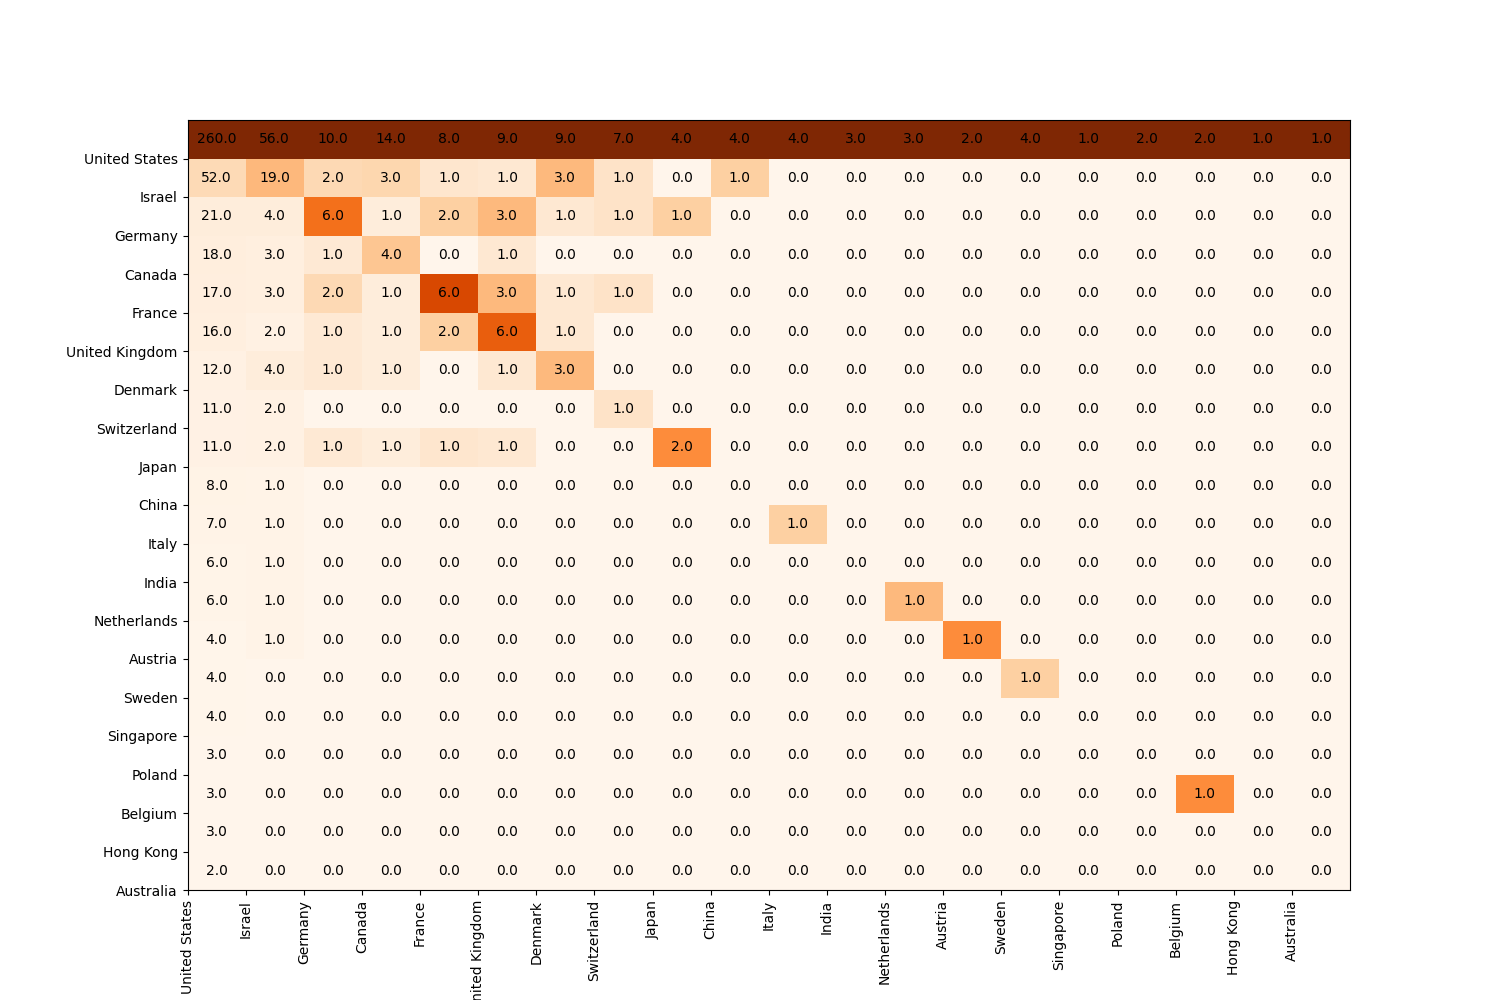 260.0 56.0 10.0 14.0 8.0 9.0 9.0 7.0 4.0 4.0 4.0 3.0 3.0 2.0 4.0 1.0 2.0 2.0 1.0 1.0
United States
52.0 19.0 2.0 3.0 1.0 1.0 3.0 1.0 0.0 1.0 0.0 0.0 0.0 0.0 0.0 0.0 0.0 0.0 0.0 0.0
Israel
21.0 4.0 6.0 1.0 2.0 3.0 1.0 1.0 1.0 0.0 0.0 0.0 0.0 0.0 0.0 0.0 0.0 0.0 0.0 0.0
Germany
18.0 3.0 1.0 4.0 0.0 1.0 0.0 0.0 0.0 0.0 0.0 0.0 0.0 0.0 0.0 0.0 0.0 0.0 0.0 0.0
Canada
17.0 3.0 2.0 1.0 6.0 3.0 1.0 1.0 0.0 0.0 0.0 0.0 0.0 0.0 0.0 0.0 0.0 0.0 0.0 0.0
France
16.0 2.0 1.0 1.0 2.0 6.0 1.0 0.0 0.0 0.0 0.0 0.0 0.0 0.0 0.0 0.0 0.0 0.0 0.0 0.0
United Kingdom
12.0 4.0 1.0 1.0 0.0 1.0 3.0 0.0 0.0 0.0 0.0 0.0 0.0 0.0 0.0 0.0 0.0 0.0 0.0 0.0
Denmark
11.0 2.0 0.0 0.0 0.0 0.0 0.0 1.0 0.0 0.0 0.0 0.0 0.0 0.0 0.0 0.0 0.0 0.0 0.0 0.0
Switzerland
11.0 2.0 1.0 1.0 1.0 1.0 0.0 0.0 2.0 0.0 0.0 0.0 0.0 0.0 0.0 0.0 0.0 0.0 0.0 0.0
Japan
8.0 1.0 0.0 0.0 0.0 0.0 0.0 0.0 0.0 0.0 0.0 0.0 0.0 0.0 0.0 0.0 0.0 0.0 0.0 0.0
China
7.0 1.0 0.0 0.0 0.0 0.0 0.0 0.0 0.0 0.0 1.0 0.0 0.0 0.0 0.0 0.0 0.0 0.0 0.0 0.0
Italy
6.0 1.0 0.0 0.0 0.0 0.0 0.0 0.0 0.0 0.0 0.0 0.0 0.0 0.0 0.0 0.0 0.0 0.0 0.0 0.0
India
6.0 1.0 0.0 0.0 0.0 0.0 0.0 0.0 0.0 0.0 0.0 0.0 1.0 0.0 0.0 0.0 0.0 0.0 0.0 0.0
Netherlands
4.0 1.0 0.0 0.0 0.0 0.0 0.0 0.0 0.0 0.0 0.0 0.0 0.0 1.0 0.0 0.0 0.0 0.0 0.0 0.0
Austria
4.0 0.0 0.0 0.0 0.0 0.0 0.0 0.0 0.0 0.0 0.0 0.0 0.0 0.0 1.0 0.0 0.0 0.0 0.0 0.0
Sweden
4.0 0.0 0.0 0.0 0.0 0.0 0.0 0.0 0.0 0.0 0.0 0.0 0.0 0.0 0.0 0.0 0.0 0.0 0.0 0.0
Singapore
3.0 0.0 0.0 0.0 0.0 0.0 0.0 0.0 0.0 0.0 0.0 0.0 0.0 0.0 0.0 0.0 0.0 0.0 0.0 0.0
Poland
3.0 0.0 0.0 0.0 0.0 0.0 0.0 0.0 0.0 0.0 0.0 0.0 0.0 0.0 0.0 0.0 0.0 1.0 0.0 0.0
Belgium
3.0 0.0 0.0 0.0 0.0 0.0 0.0 0.0 0.0 0.0 0.0 0.0 0.0 0.0 0.0 0.0 0.0 0.0 0.0 0.0
Hong Kong
2.0 0.0 0.0 0.0 0.0 0.0 0.0 0.0 0.0 0.0 0.0 0.0 0.0 0.0 0.0 0.0 0.0 0.0 0.0 0.0
Australia
United States
Israel
Germany
Canada
France
nited Kingdom
Denmark
Switzerland
Japan
China
Italy
India
Netherlands
Austria
Sweden
Singapore
Poland
Belgium
Hong Kong
Australia